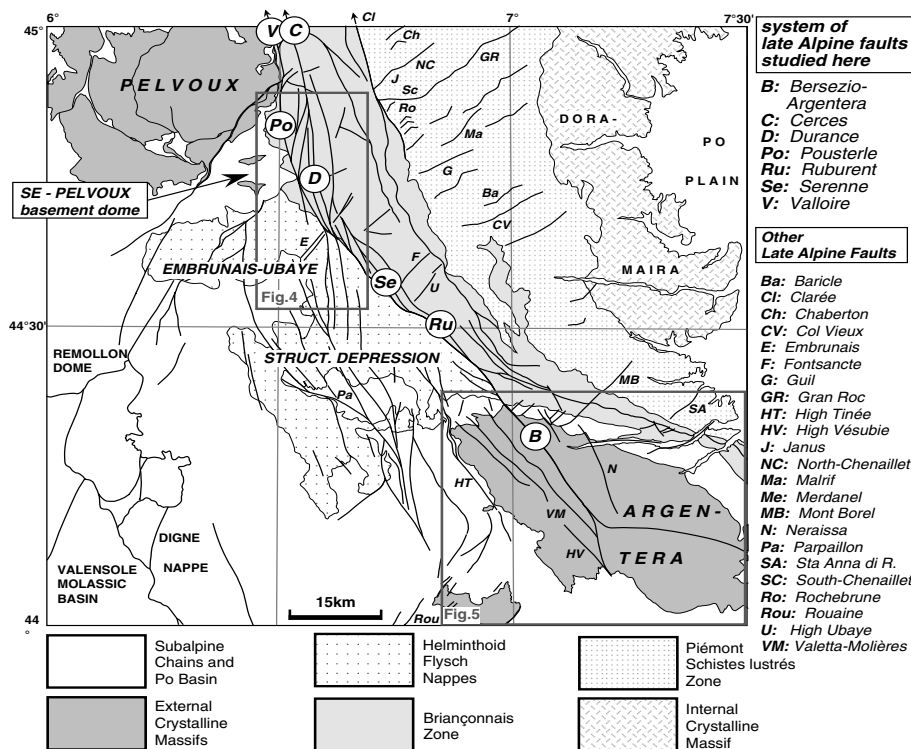 45°
V
C
Cl
7°
7°30'
PELVOUX
Ch
NC
GR
J
Sc
Ro
Ma
G
Ba
CV
DORA-
MAIRA
PO
PLAIN
Po
D
SE - PELVOUX
basement dome
E
F
U
EMBRUNAIS-UBAYE
Fig.4
Se
Ru
44°30'
STRUCT. DEPRESSION
REMOLLON
DOME
Pa
MB
SA
B
HT
N
VM
HV
ARGEN-
TERA
DIGNE
NAPPE
VALENSOLE
MOLASSIC
BASIN
15km
Rou
Fig.5
44
°
system of
late Alpine faults
studied here
B: Bersezio-
Argentera
C: Cerces
D: Durance
Po: Pousterle
Ru: Ruburent
Se: Serenne
V: Valloire
Other
Late Alpine Faults
Ba: Baricle
Cl: Clarée
Ch: Chaberton
CV: Col Vieux
E: Embrunais
F: Fontsancte
G: Guil
GR: Gran Roc
HT: High Tinée
HV: High Vésubie
J: Janus
NC: North-Chenaillet
Ma: Malrif
Me: Merdanel
MB: Mont Borel
N: Neraissa
Pa: Parpaillon
SA: Sta Anna di R.
SC: South-Chenaillet
Ro: Rochebrune
Rou: Rouaine
U: High Ubaye
VM: Valetta-Molières
Subalpine
Chains and
Po Basin
Helminthoid
Flysch
Nappes
Piémont
Schistes lustrés
Zone
External
Crystalline
Massifs
Briançonnais
Zone
Internal
Crystalline
Massif